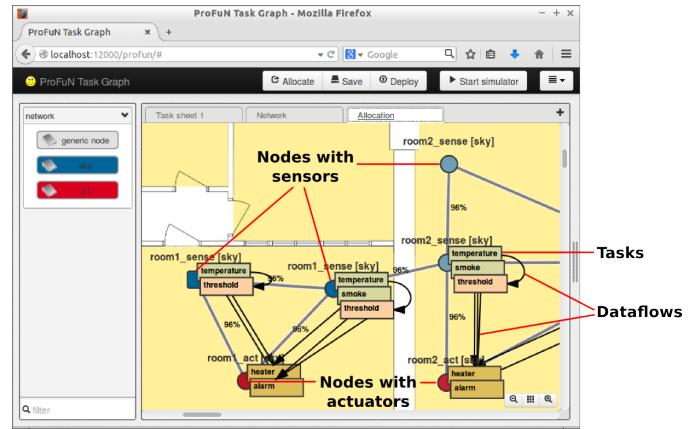 ProFuN Task Graph - Mozilla Firefox
ProFuN Task Graph
localhost:12000/profun/#
Google
ProFuN Task Graph
Allocate
Save
Deploy
Start simulator
network
generic node
sky
z1
filter
Task sheet 1
Network
Allocation
room2_sense [sky]
Nodes with
sensors
96%
room2_sense [sky]
temperature
smoke
threshold
Tasks
room1_sense [sky]
temperature
threshold
96%
room1_sense [sky]
temperature
smoke
threshold
96%
Dataflows
96%
96%
96%
room1_act [sky]
heater
alarm
room2_act [sky]
heater
alarm
Nodes with
actuators